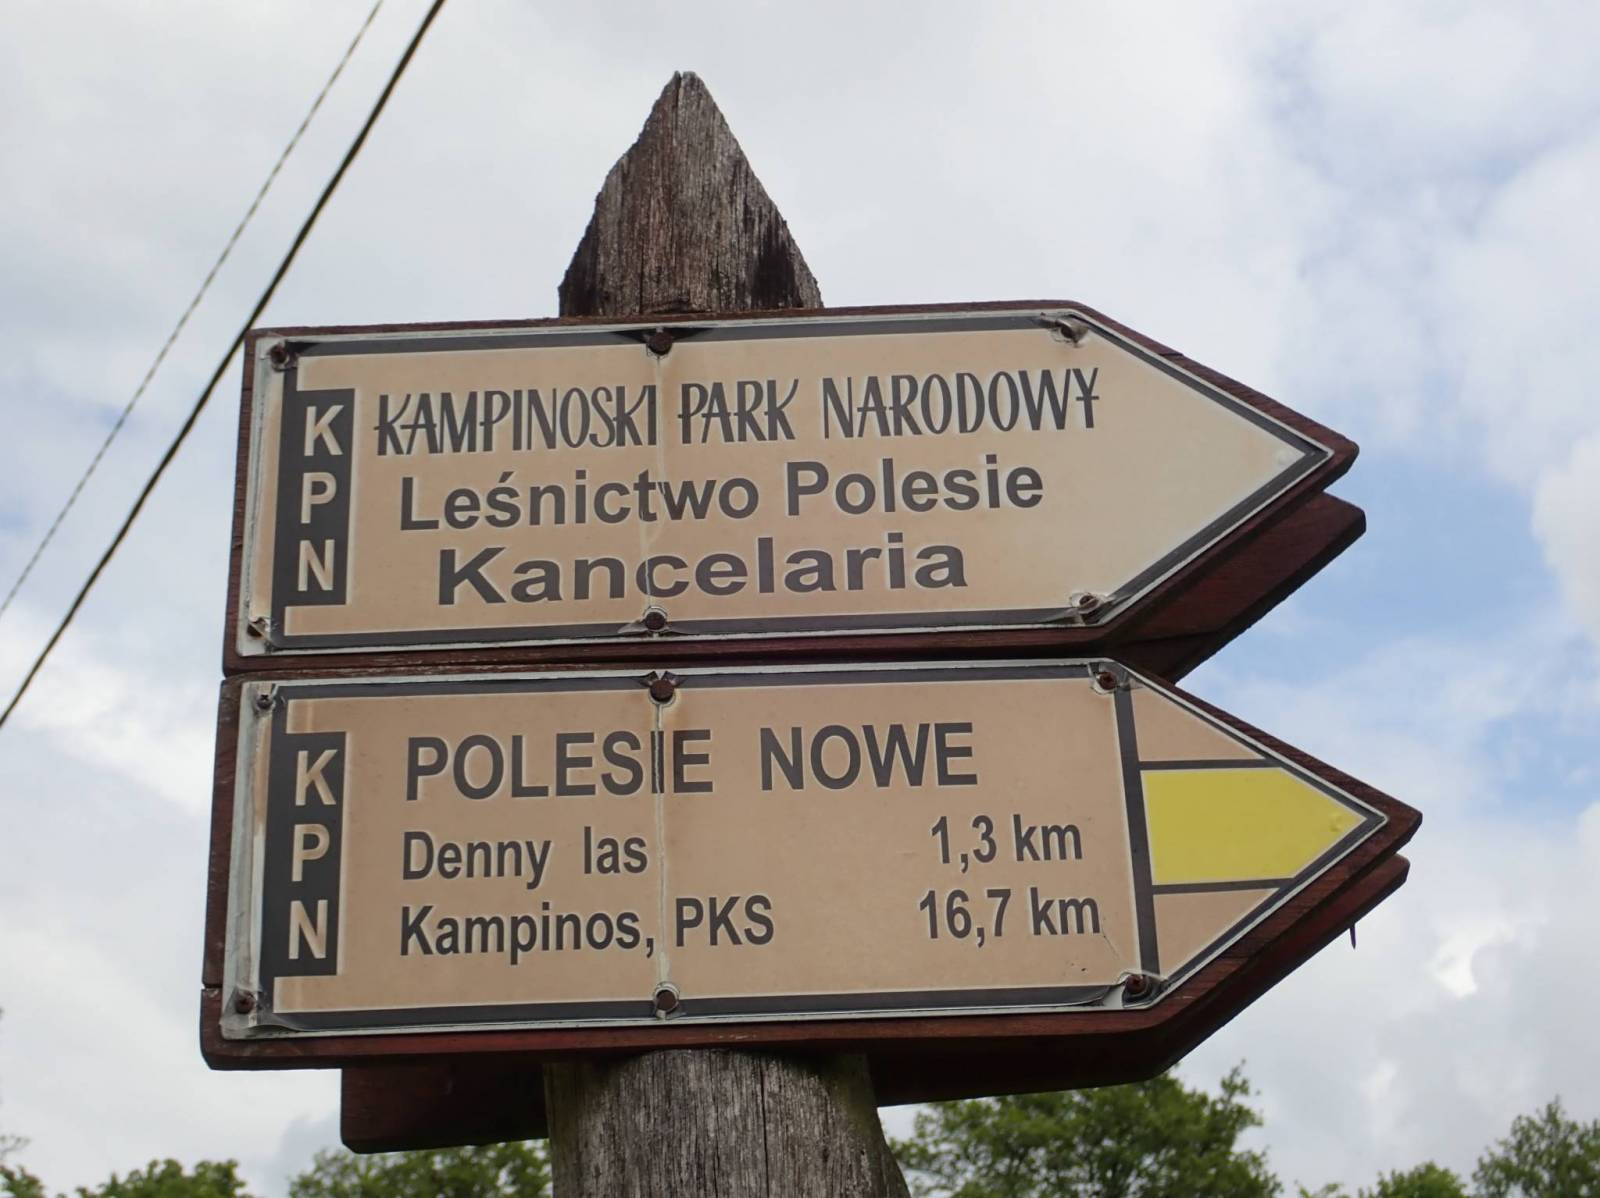 KPN
KAMPINOSKI PARK NARODOWY
Leśnictwo Polesie
Kancelaria
KPN
POLESIE NOWE
Denny las 1,3 km
Kampinos, PKS 16,7 km